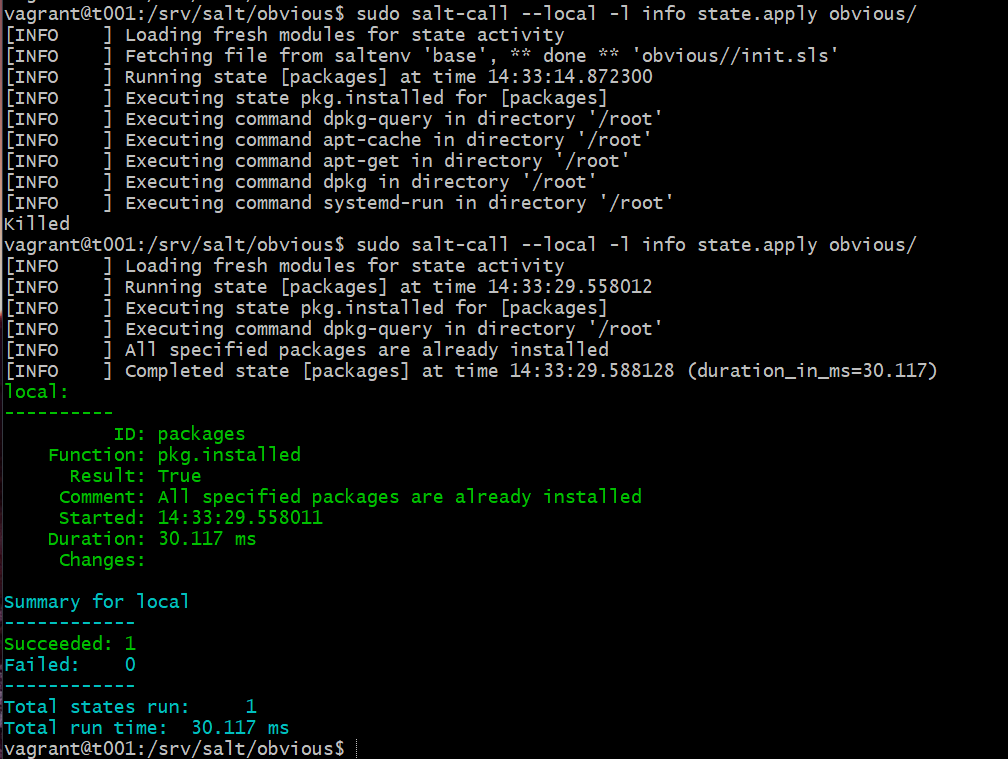 vagrant@t001:/srv/salt/obvious$ sudo salt-call --local -l info state.apply obvious/
[INFO    ] Loading fresh modules for state activity
[INFO    ] Fetching file from saltenv 'base', ** done ** 'obvious//init.sls'
[INFO    ] Running state [packages] at time 14:33:14.872300
[INFO    ] Executing state pkg.installed for [packages]
[INFO    ] Executing command dpkg-query in directory '/root'
[INFO    ] Executing command apt-cache in directory '/root'
[INFO    ] Executing command apt-get in directory '/root'
[INFO    ] Executing command dpkg in directory '/root'
[INFO    ] Executing command systemd-run in directory '/root'
Killed
vagrant@t001:/srv/salt/obvious$ sudo salt-call --local -l info state.apply obvious/
[INFO    ] Loading fresh modules for state activity
[INFO    ] Running state [packages] at time 14:33:29.558012
[INFO    ] Executing state pkg.installed for [packages]
[INFO    ] Executing command dpkg-query in directory '/root'
[INFO    ] All specified packages are already installed
[INFO    ] Completed state [packages] at time 14:33:29.588128 (duration_in_ms=30.117)
local:
----------
          ID: packages
    Function: pkg.installed
      Result: True
     Comment: All specified packages are already installed
     Started: 14:33:29.558011
    Duration: 30.117 ms
     Changes:

Summary for local
------------
Succeeded: 1
Failed:    0
------------
Total states run:     1
Total run time:  30.117 ms
vagrant@t001:/srv/salt/obvious$